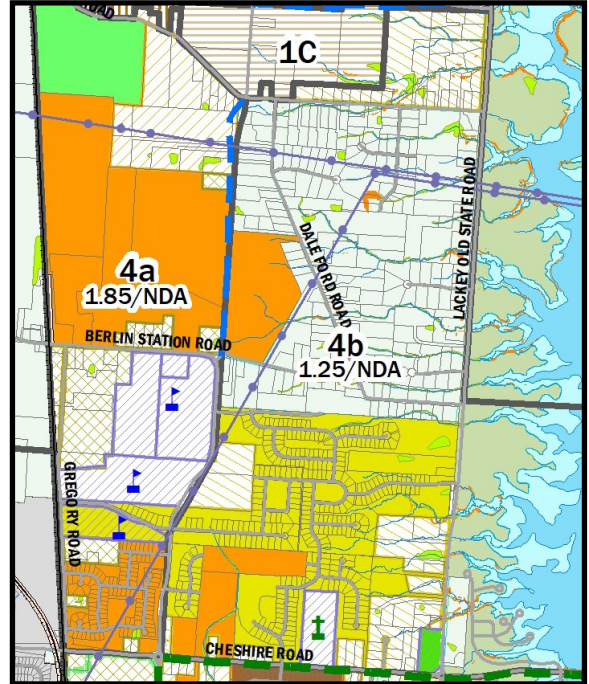 ROAD
1C
LACKEY OLD STATE ROAD
DALE FORD ROAD
4a
1.85/NDA
BERLIN STATION ROAD
4b
1.25/NDA
GREGORY ROAD
CHESHIRE ROAD